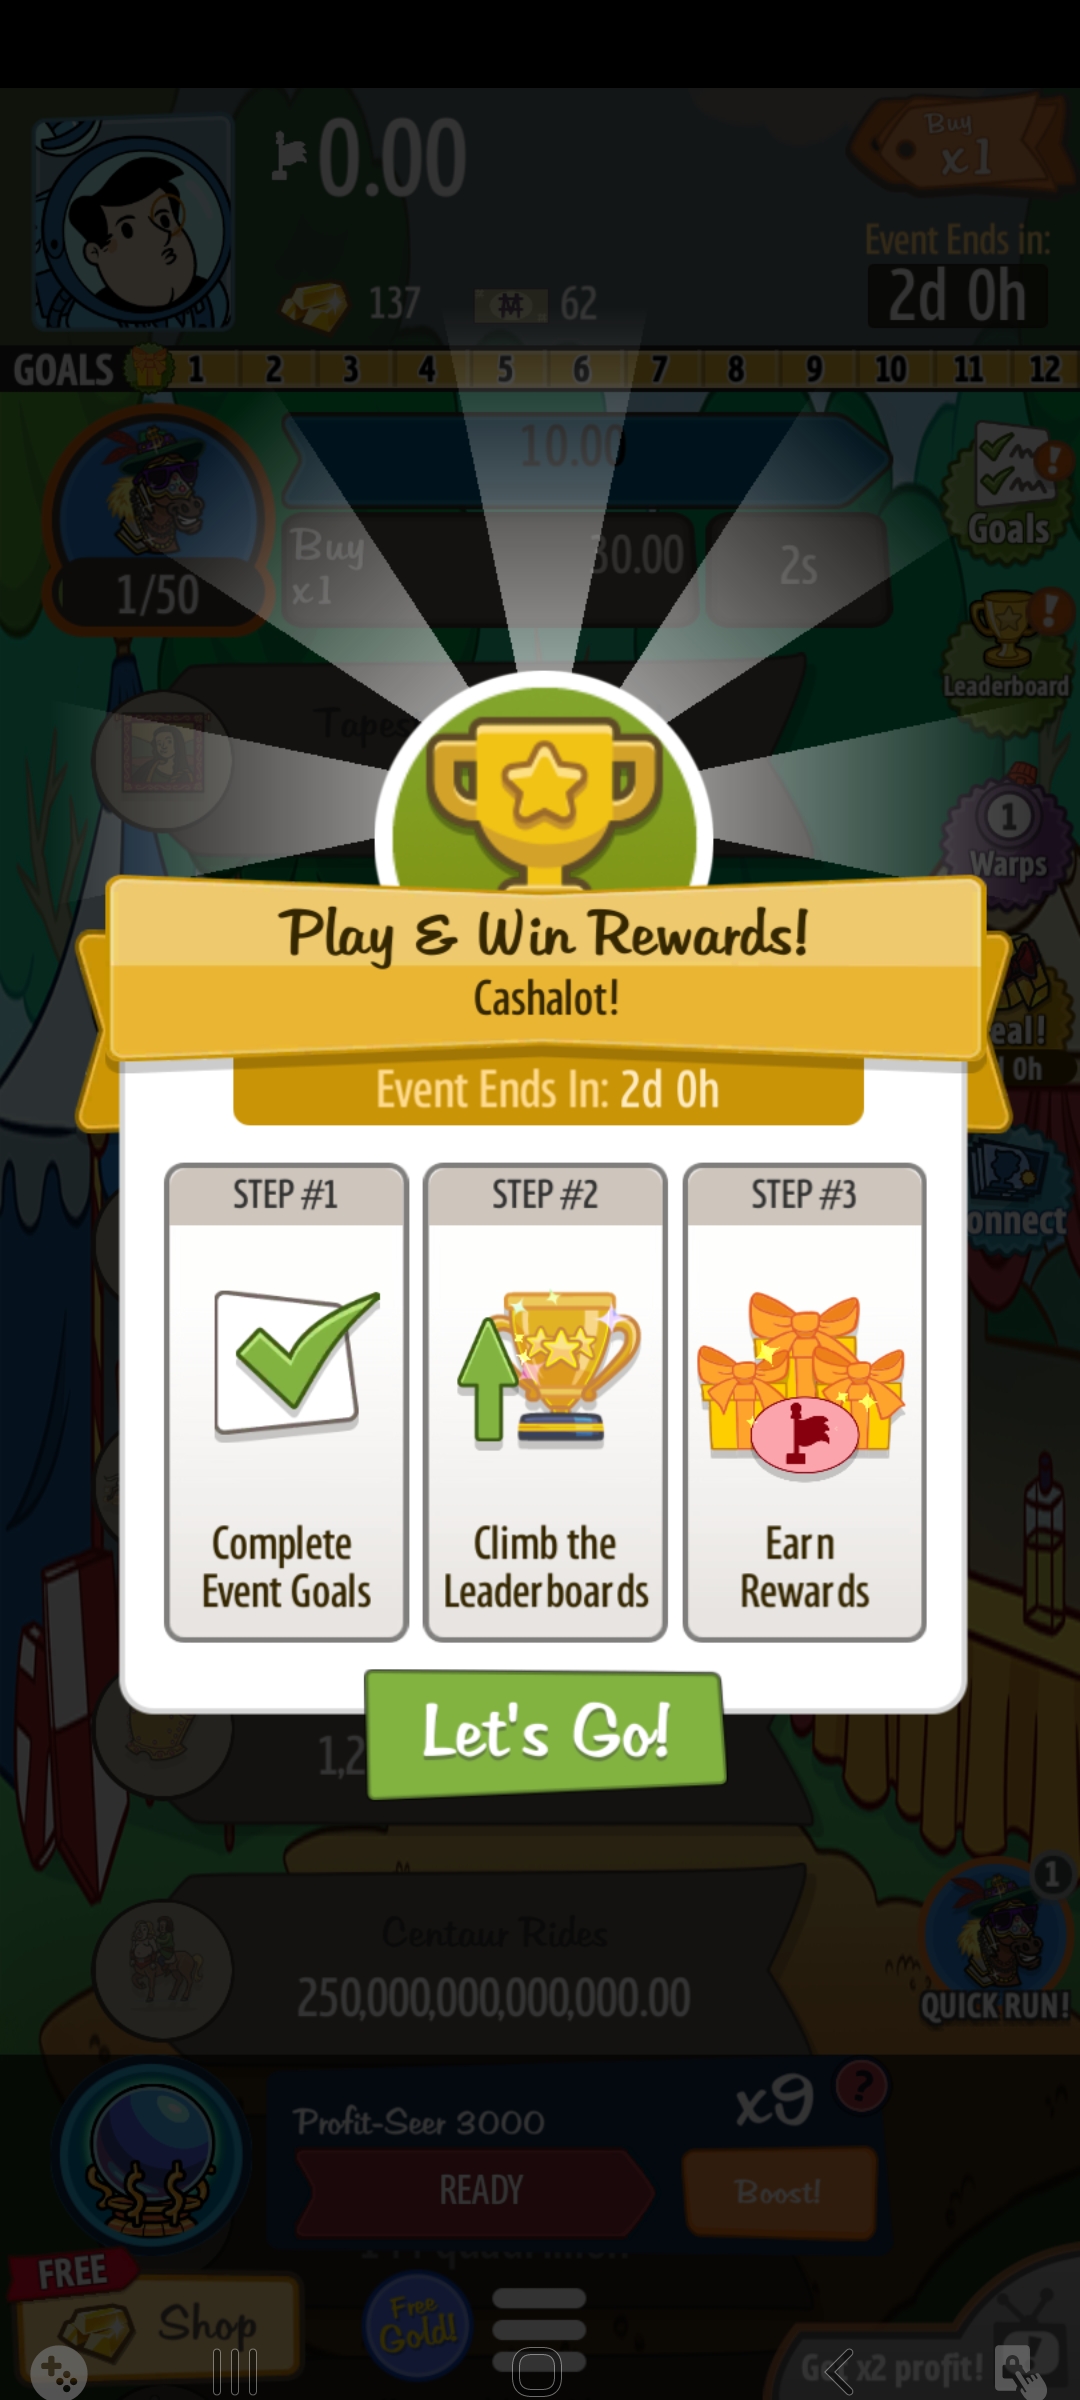 0.00
Buy
x1
Event Ends in:
2d 0h
137
62
GOALS 1 2 3 4 5 6 7 8 9 10 11 12
10.00
Buy
x1
30.00
2s
1/50
Goals
Leaderboard
1
Warps
Play & Win Rewards!
Cashalot!
Event Ends In: 2d 0h
eal!
0h
STEP #1
STEP #2
STEP #3
onnect
Complete
Event Goals
Climb the
Leaderboards
Earn
Rewards
Let's Go!
1,2
Centaur Rides
250,000,000,000,000.00
1
QUICK RUN!
Profit-Seer 3000
x9
?
READY
Boost!
FREE
Shop
Free
Gold!
Get x2 profit!